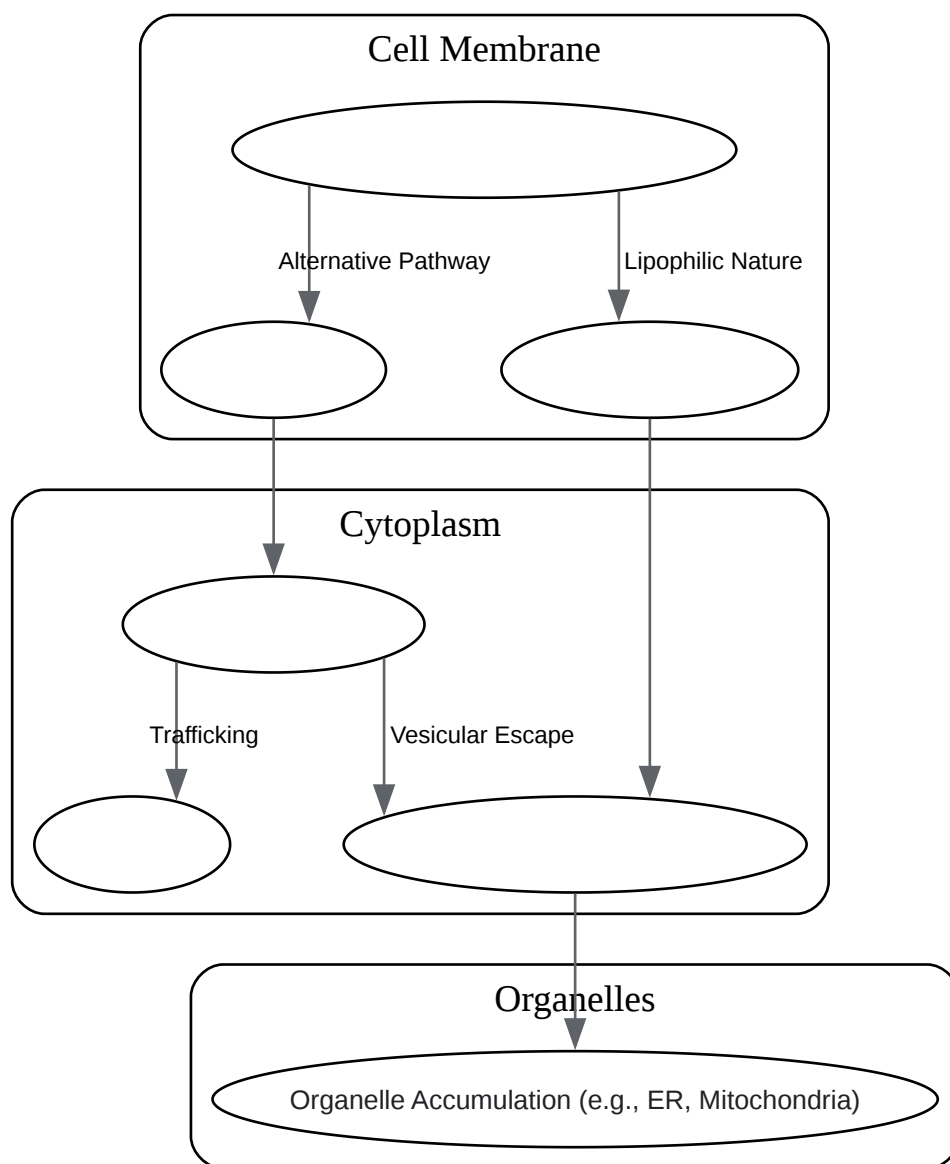 Cell Membrane
Alternative Pathway
Lipophilic Nature
Cytoplasm
Trafficking
Vesicular Escape
Organelles
Organelle Accumulation (e.g., ER, Mitochondria)